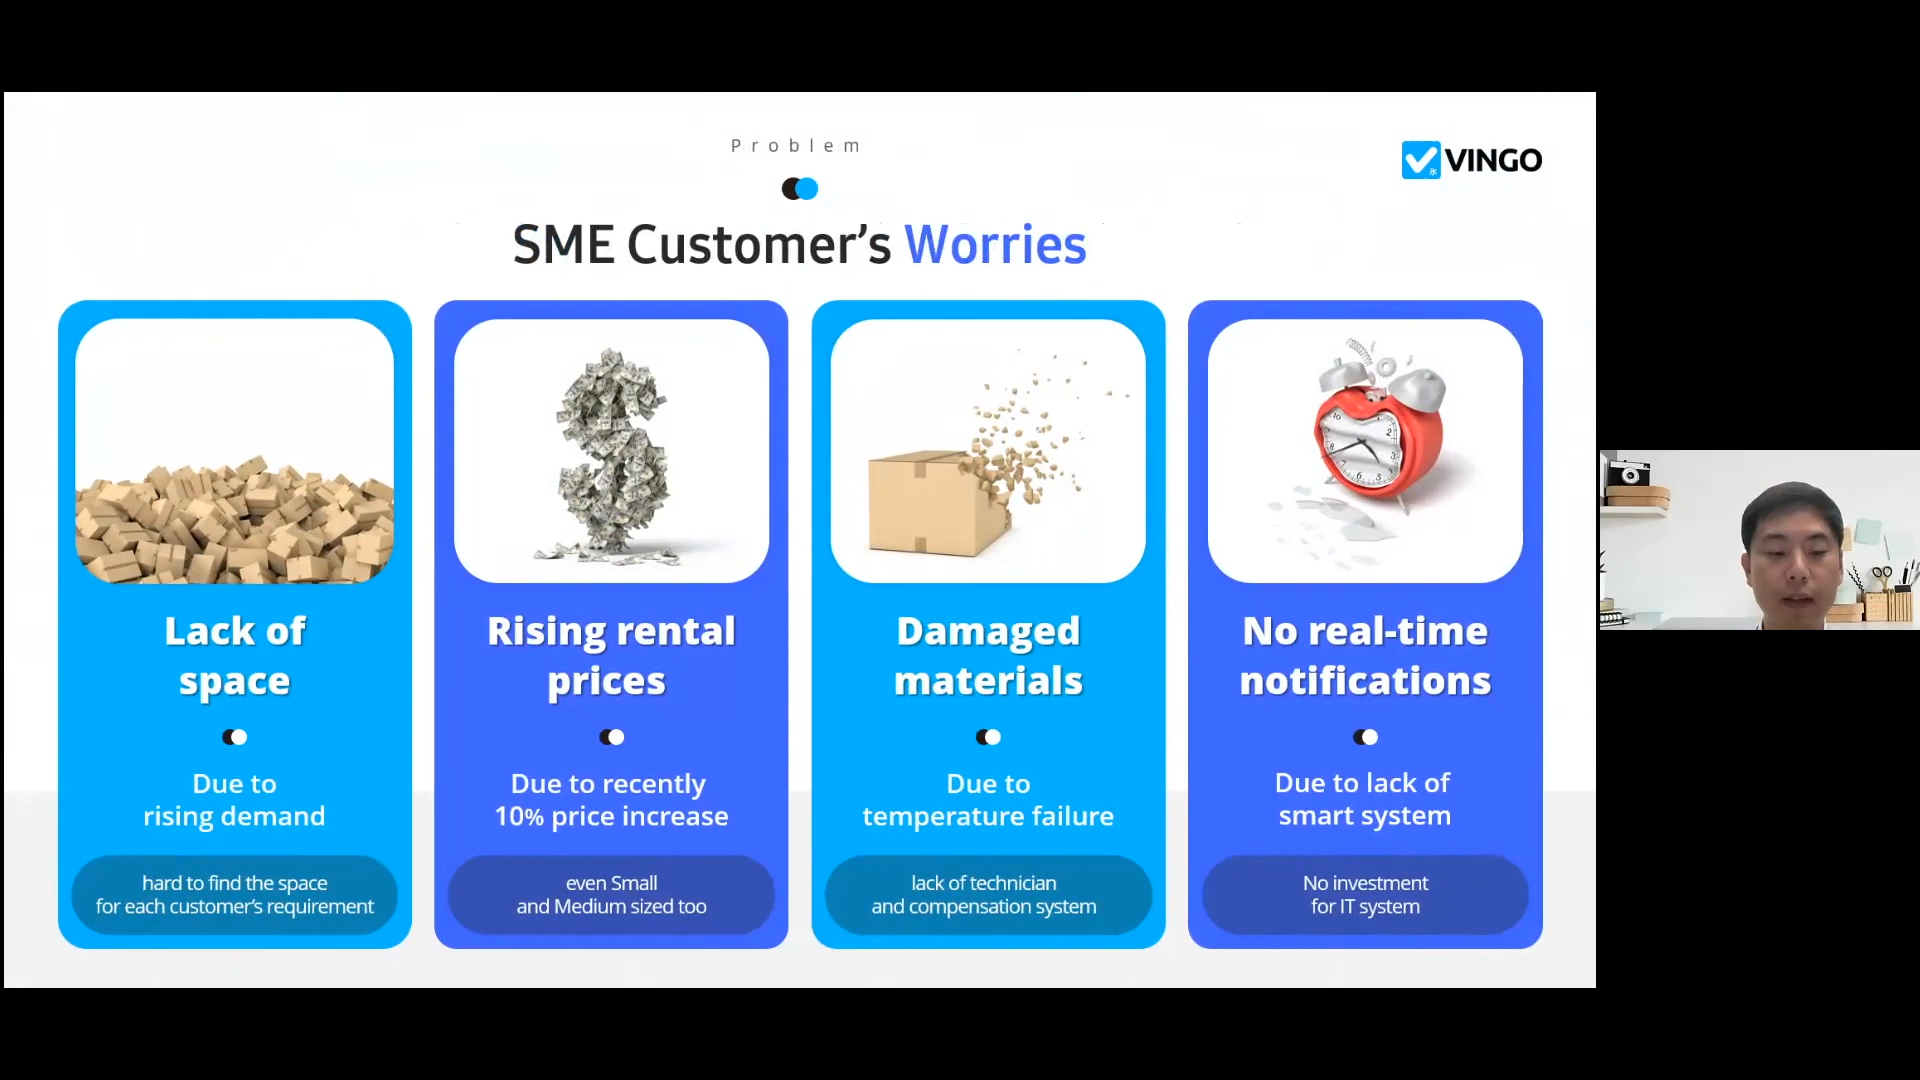 Problem
VINGO
SME Customer’s Worries
Lack of
space
Due to
rising demand
hard to find the space
for each customer’s requirement
Rising rental
prices
Due to recently
10% price increase
even Small
and Medium sized too
Damaged
materials
Due to
temperature failure
lack of technician
and compensation system
No real-time
notifications
Due to lack of
smart system
No investment
for IT system